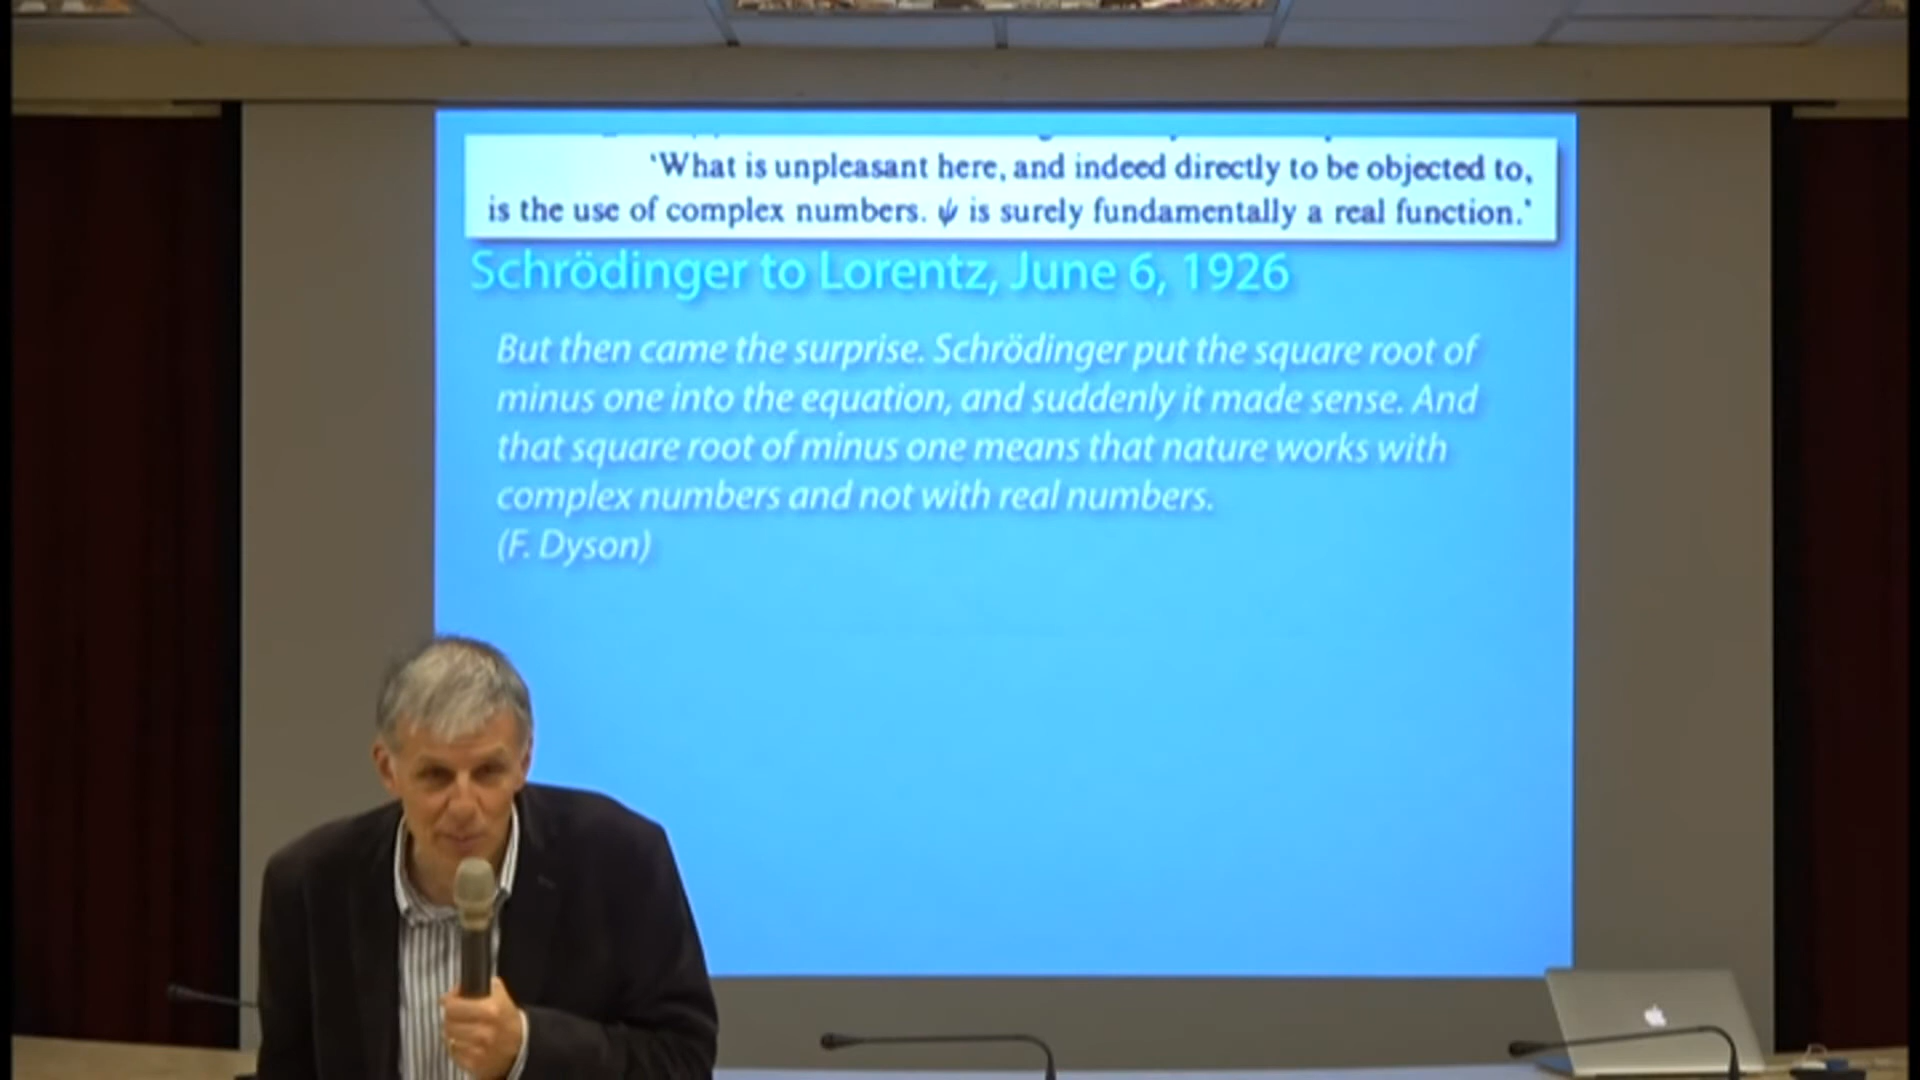 ‘What is unpleasant here, and indeed directly to be objected to,
is the use of complex numbers. ψ is surely fundamentally a real function.’
Schrödinger to Lorentz, June 6, 1926
But then came the surprise. Schrödinger put the square root of
minus one into the equation, and suddenly it made sense. And
that square root of minus one means that nature works with
complex numbers and not with real numbers.
(F. Dyson)